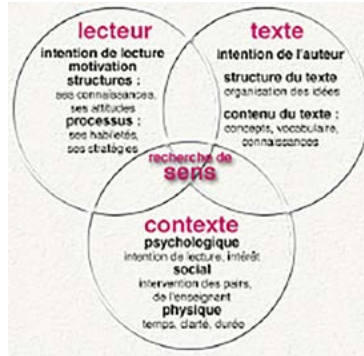 lecteur
intention de lecture
motivation
structures :
ses connaissances,
ses attitudes
processus :
ses habiletés,
ses stratégies
texte
intention de l'auteur
structure du texte
organisation des idées
contenu du texte :
concepts, vocabulaire,
connaissances
recherche de
sens
contexte
psychologique
intention de lecture, intérêt
social
intervention des pairs,
de l'enseignant
physique
temps, clarté, durée